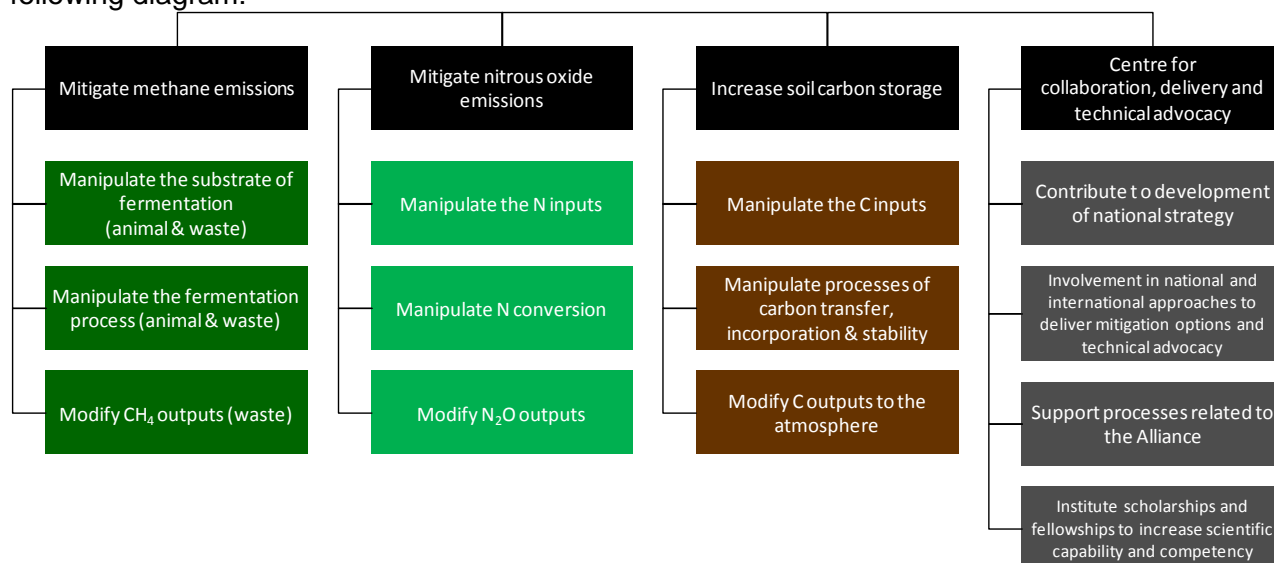 following diagram.
Mitigate methane emissions
Mitigate nitrous oxide
emissions
Increase soil carbon storage
Centre for
collaboration, delivery and
technical advocacy
Manipulate the substrate of
fermentation
(animal & waste)
Manipulate the N inputs
Manipulate the C inputs
Contribute t o development
of national strategy
Manipulate the fermentation
process (animal & waste)
Manipulate N conversion
Manipulate processes of
carbon transfer,
incorporation & stability
Involvement in national and
international approaches to
deliver mitigation options and
technical advocacy
Modify CH₄ outputs (waste)
Modify N₂O outputs
Modify C outputs to the
atmosphere
Support processes related to
the Alliance
Institute scholarships and
fellowships to increase scientific
capability and competency